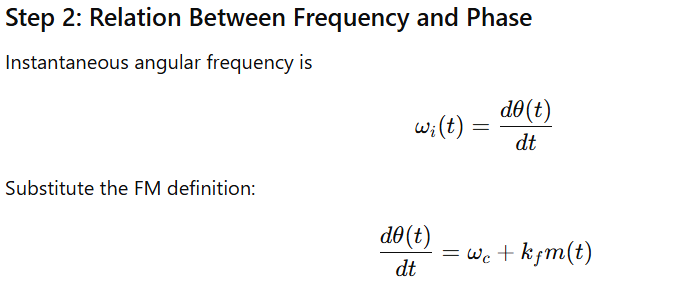 Step 2: Relation Between Frequency and Phase
Instantaneous angular frequency is
ωᵢ(t) = dθ(t)/dt
Substitute the FM definition:
dθ(t)/dt = ω_c + k_f m(t)